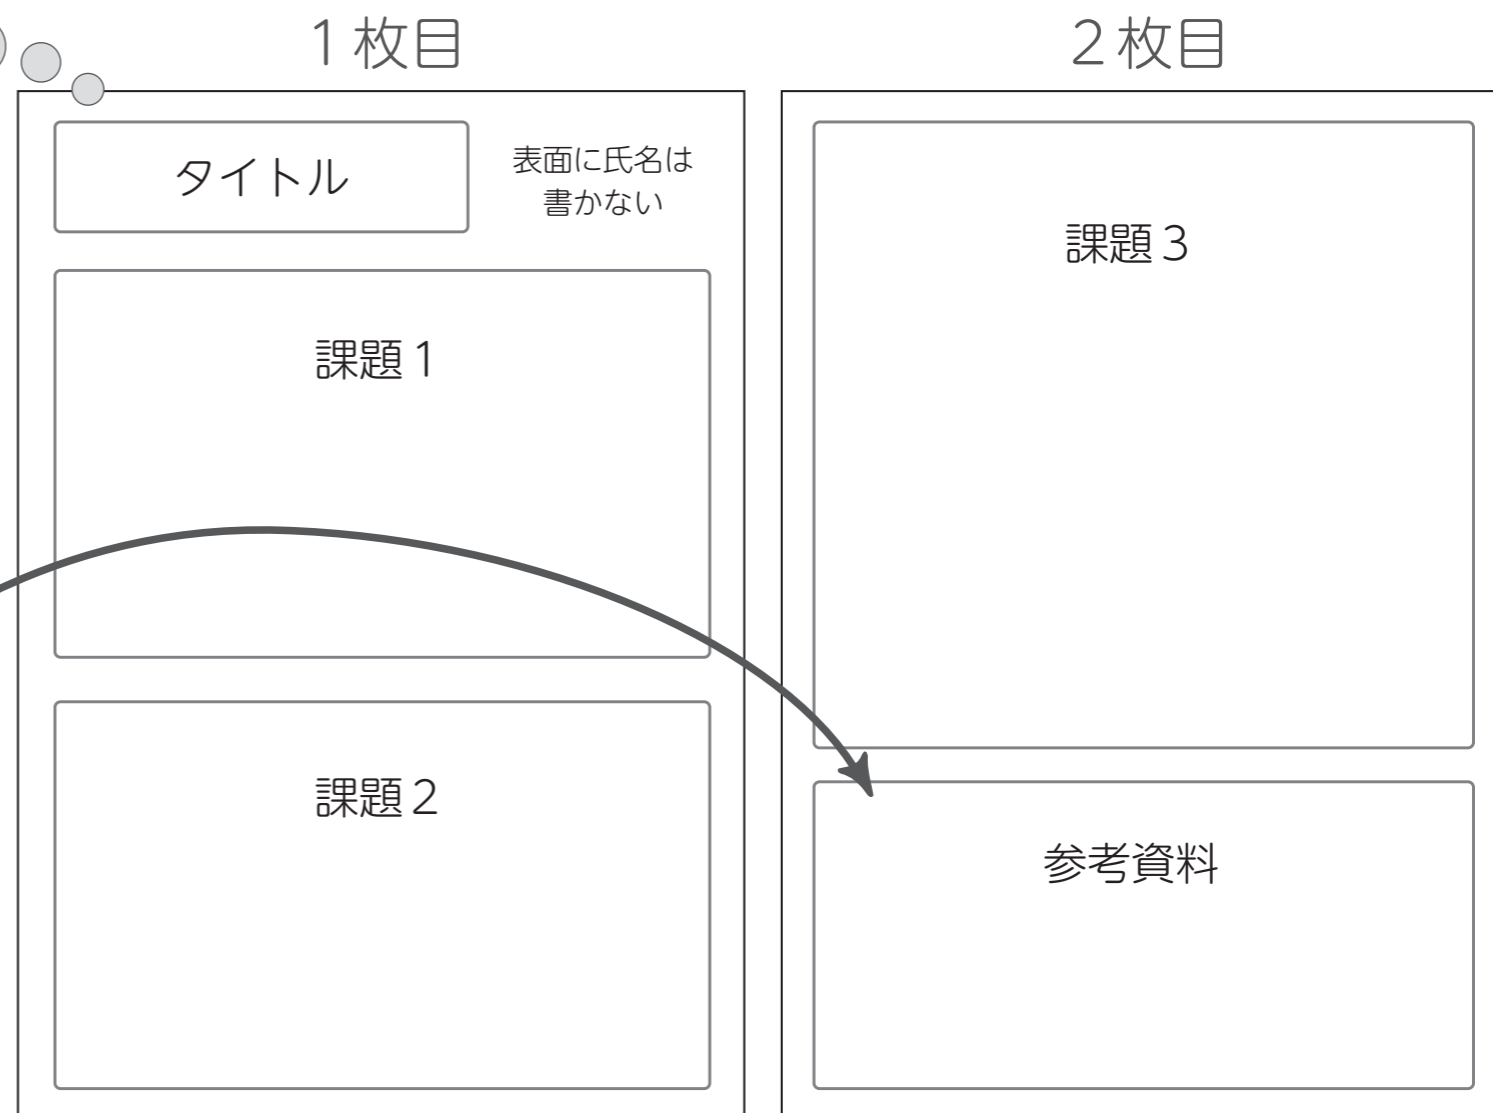 1枚目
タイトル
表面に氏名は
書かない
課題1
課題2
2枚目
課題3
参考資料